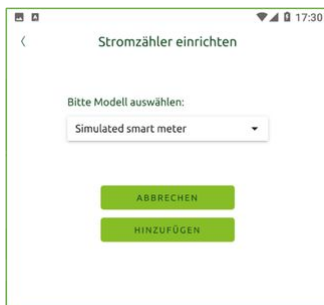 17:30
Stromzähler einrichten
Bitte Modell auswählen:
Simulated smart meter
ABBRECHEN
HINZUFÜGEN